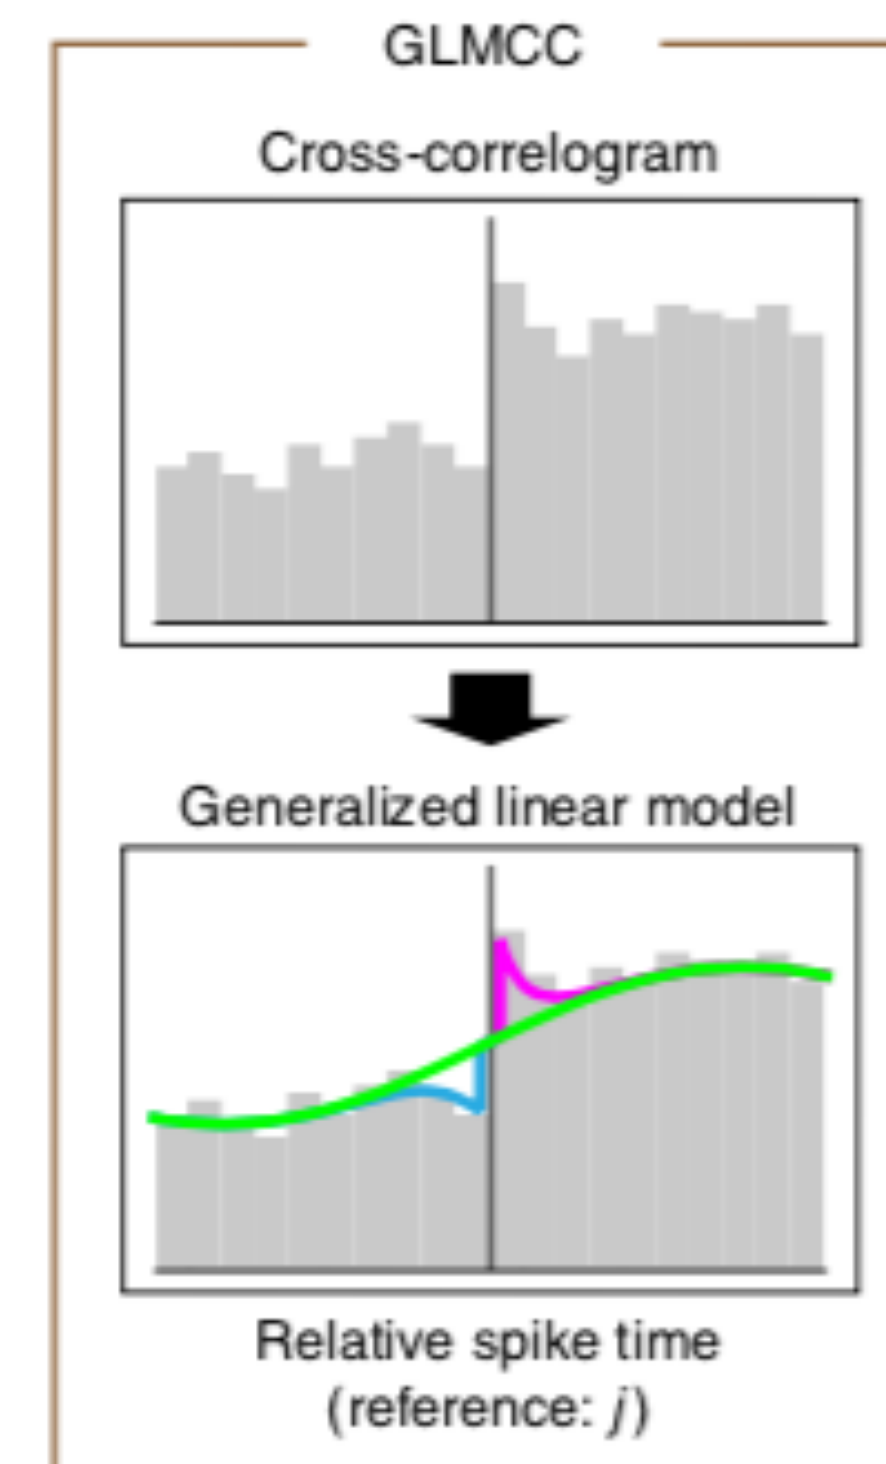 GLMCC
Cross-correlogram
Generalized linear model
Relative spike time
(reference: j)